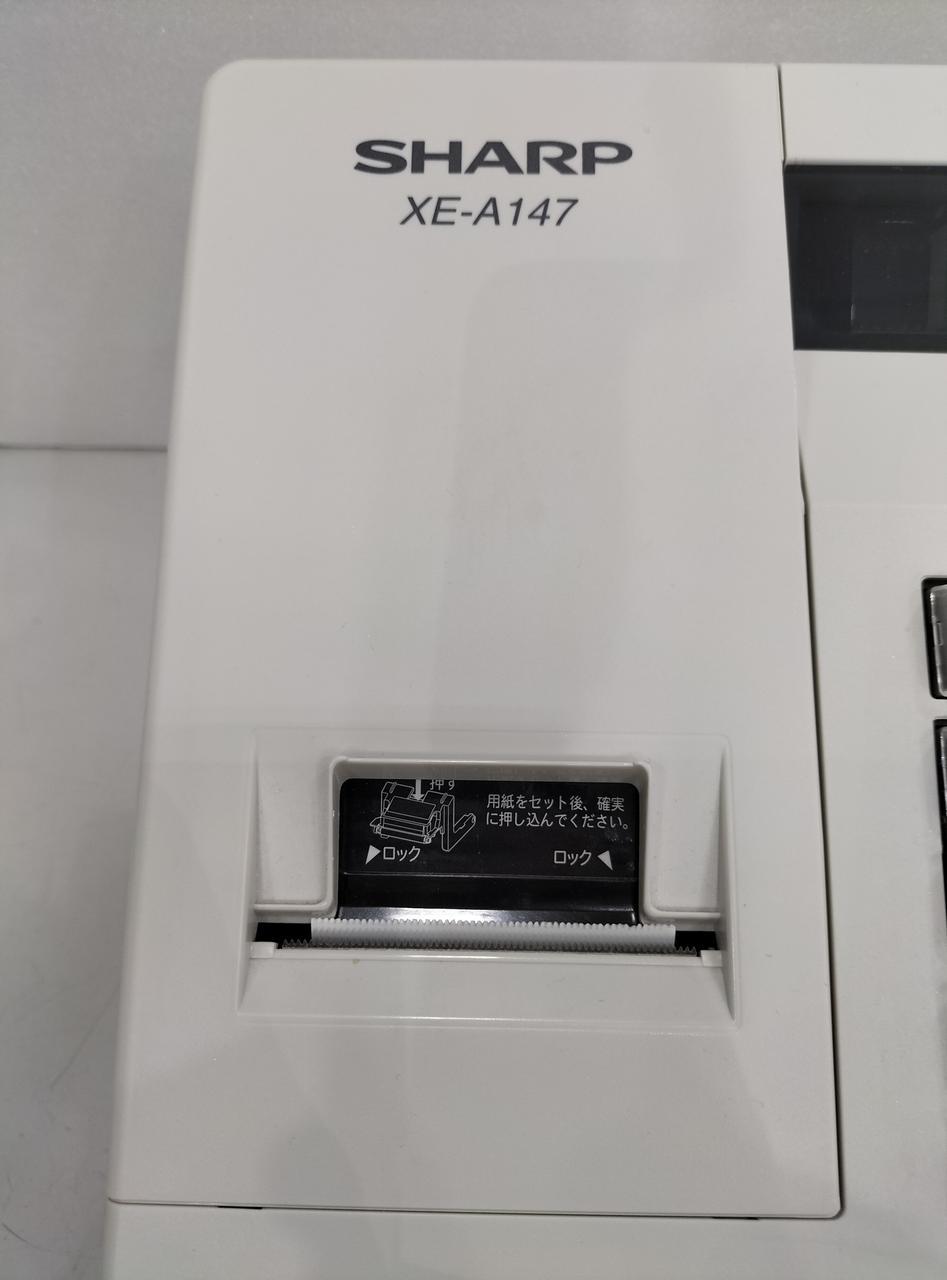 SHARP
XE-A147
押す
用紙をセット後、確実
に押し込んでください。
▶ロック
ロック◀